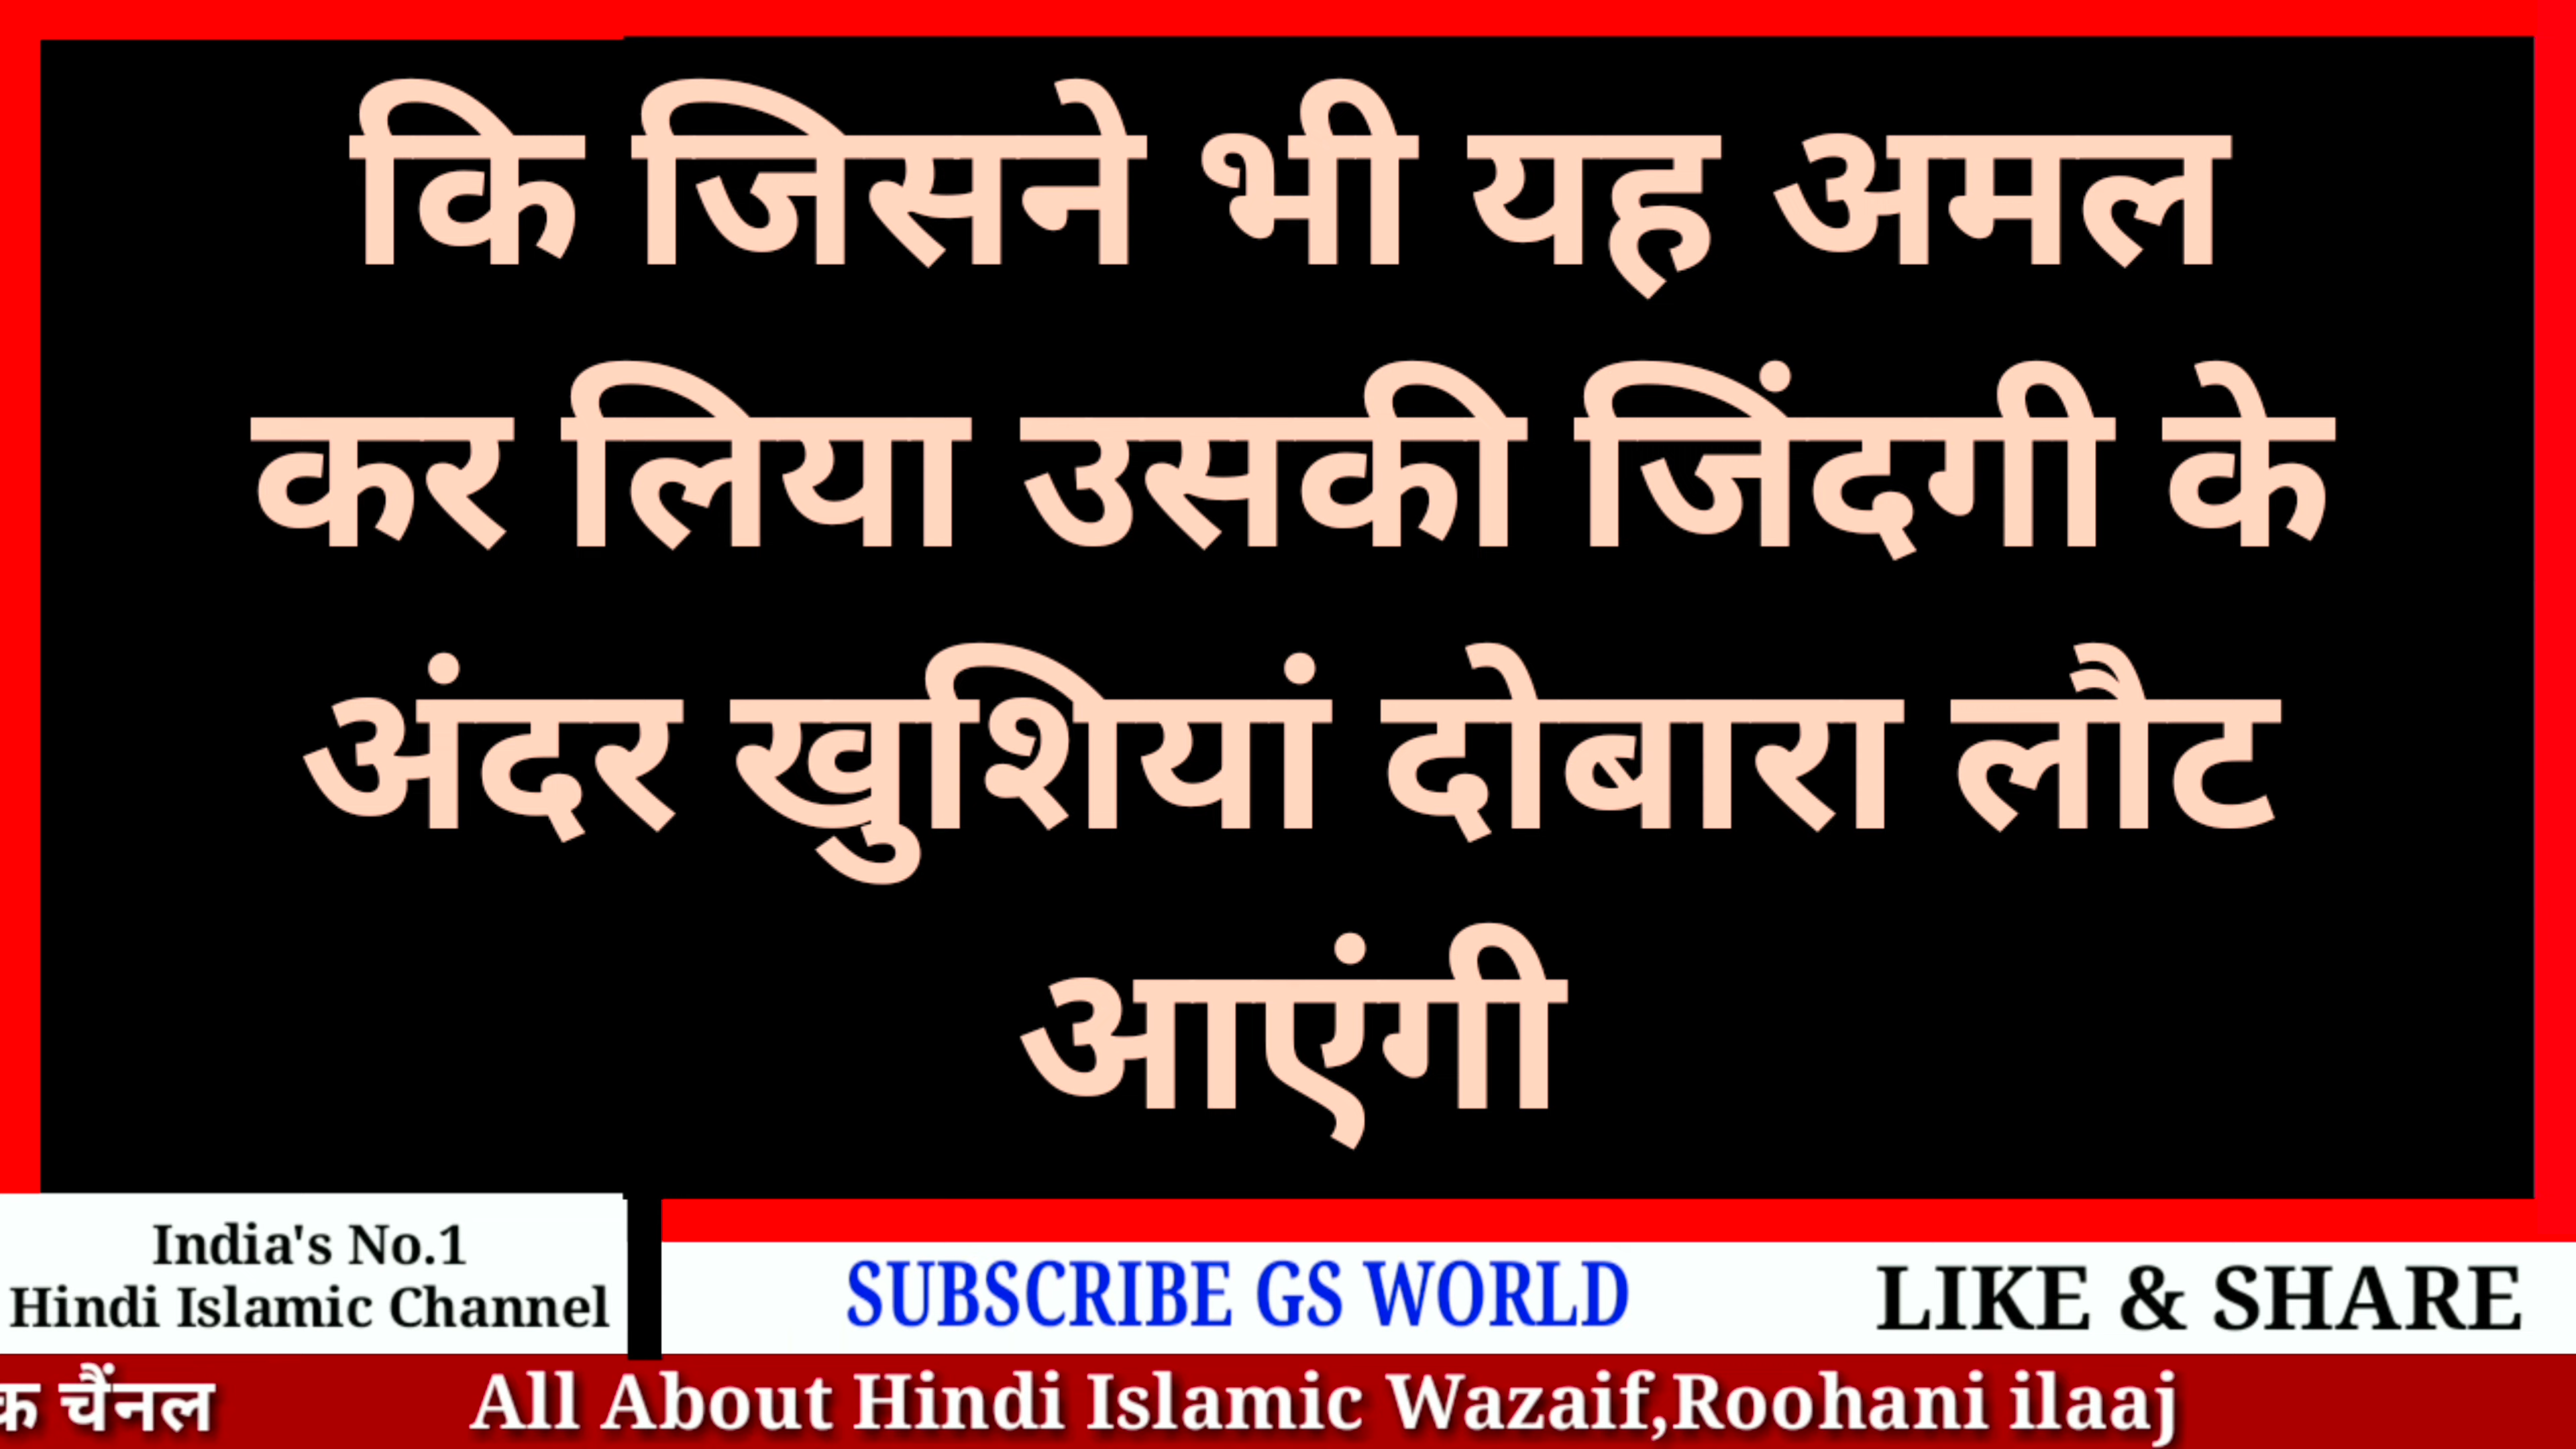 कि जिसने भी यह अमल
कर लिया उसकी जिंदगी के
अंदर खुशियां दोबारा लौट
आएंगी
India's No.1
Hindi Islamic Channel
SUBSCRIBE GS WORLD
LIKE & SHARE
चैंनल All About Hindi Islamic Wazaif,Roohani ilaaj